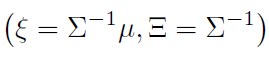 (ξ = Σ⁻¹μ, Ξ = Σ⁻¹)